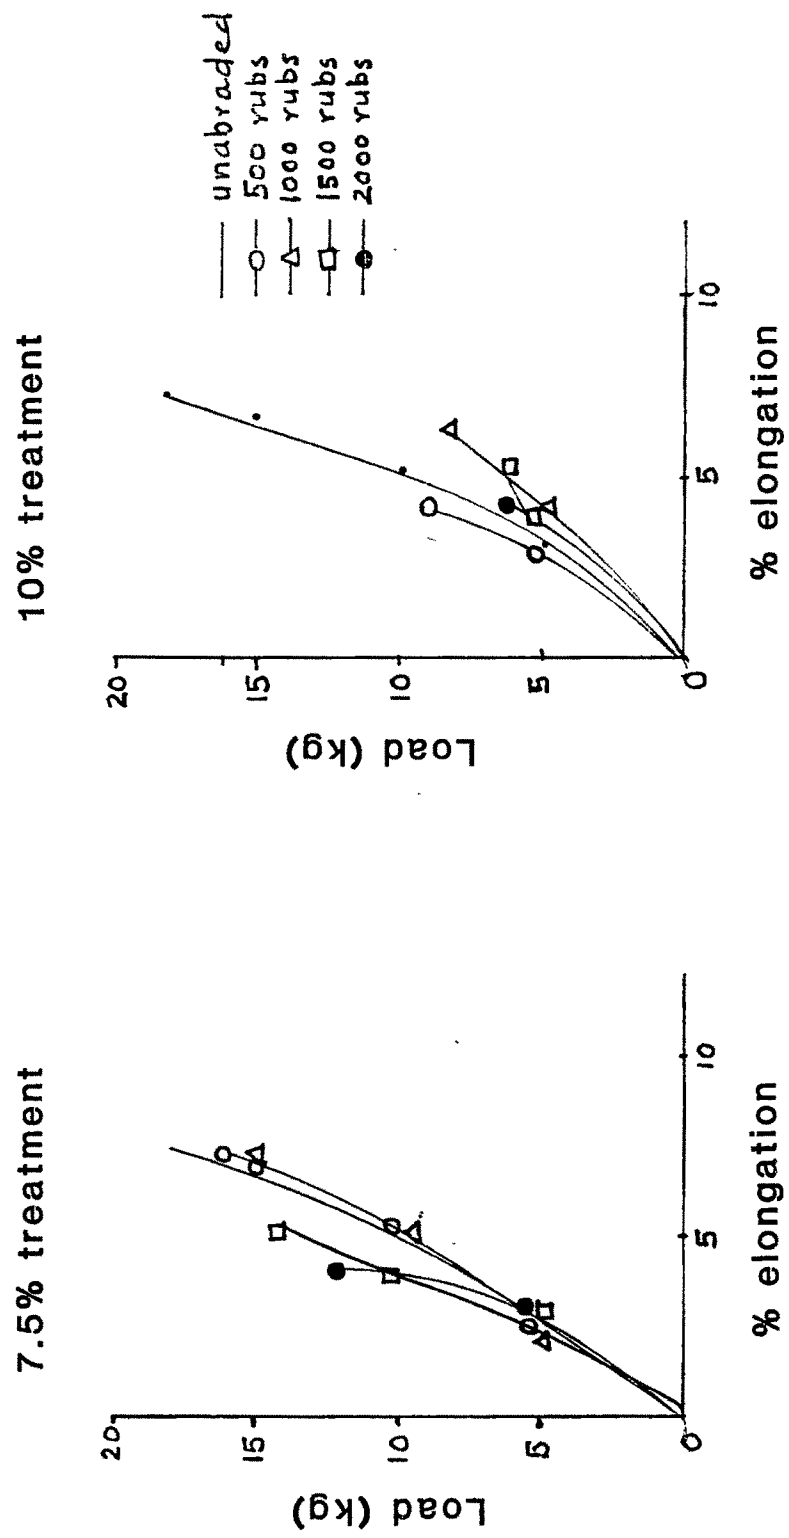 7.5% treatment
Load (kg)
20
15
10
5
0
5
10
% elongation
10% treatment
Load (kg)
20
15
10
5
0
5
10
% elongation
unabraded
500 rubs
1000 rubs
1500 rubs
2000 rubs